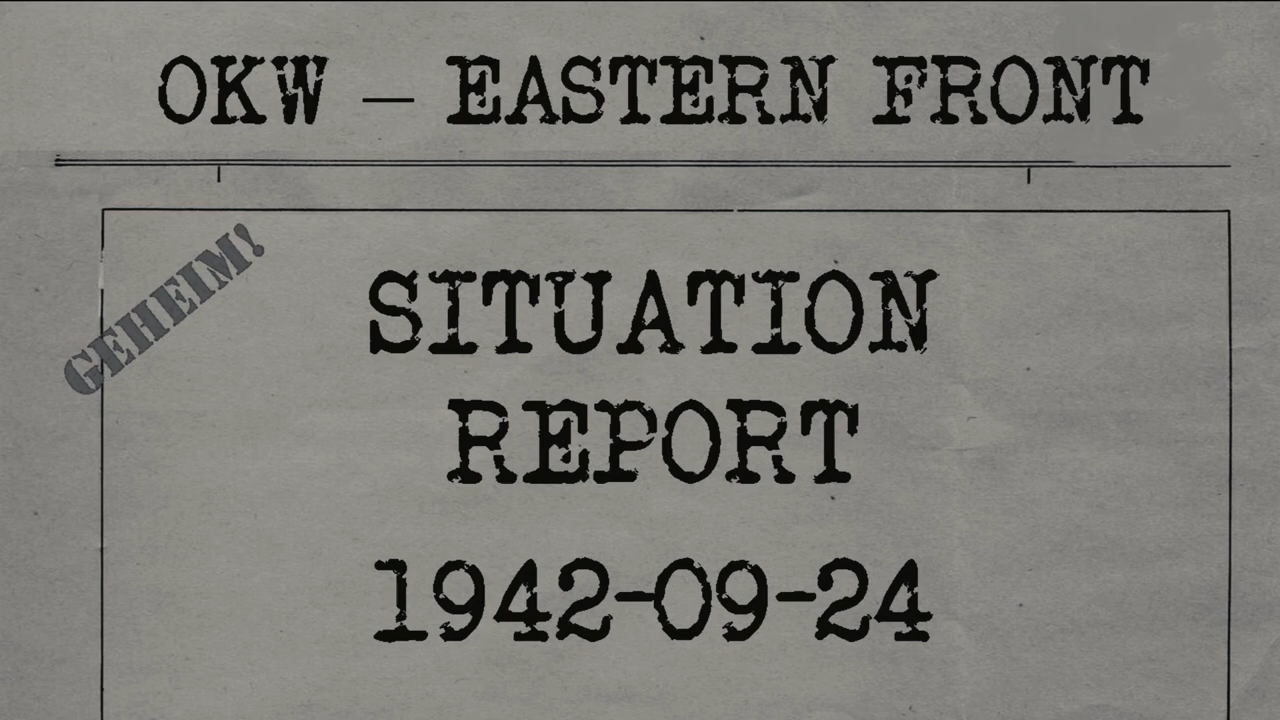 OKW — EASTERN FRONT
GEHEIM!
SITUATION
REPORT
1942-09-24